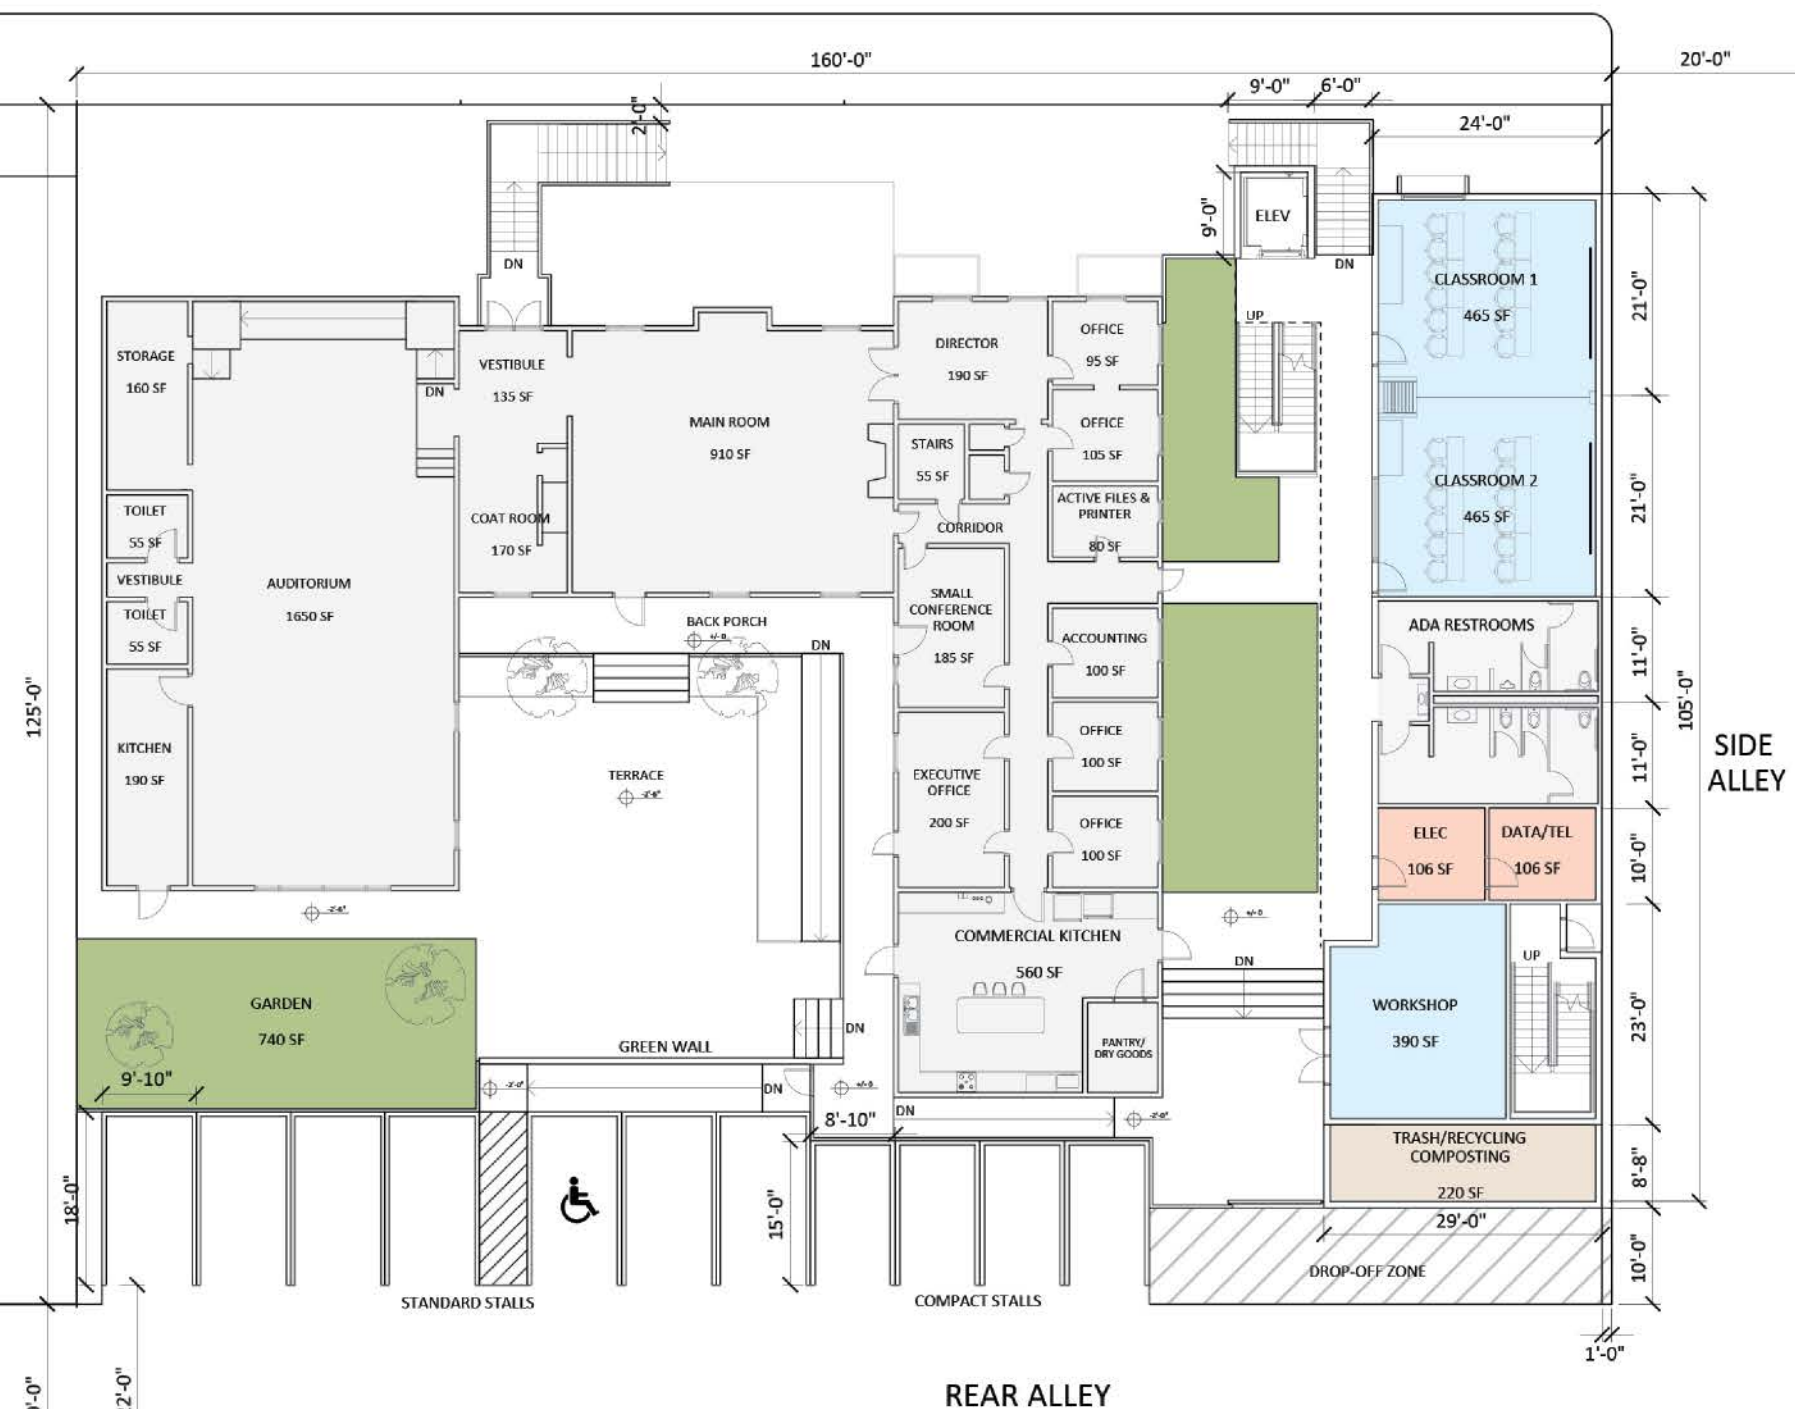 160'-0"
20'-0"
9'-0"
6'-0"
2'-0"
24'-0"
9'-0"
ELEV
DN
DN
CLASSROOM 1
465 SF
21'-0"
STORAGE
160 SF
DN
VESTIBULE
135 SF
MAIN ROOM
910 SF
DIRECTOR
190 SF
OFFICE
95 SF
UP
OFFICE
105 SF
STAIRS
55 SF
CLASSROOM 2
465 SF
21'-0"
TOILET
55 SF
COAT ROOM
170 SF
CORRIDOR
ACTIVE FILES &
PRINTER
80 SF
VESTIBULE
AUDITORIUM
1650 SF
TOILET
55 SF
BACK PORCH
+/-0
DN
SMALL
CONFERENCE
ROOM
185 SF
ACCOUNTING
100 SF
ADA RESTROOMS
11'-0"
125'-0"
105'-0"
KITCHEN
190 SF
TERRACE
-2'-6"
EXECUTIVE
OFFICE
200 SF
OFFICE
100 SF
11'-0"
SIDE
ALLEY
OFFICE
100 SF
ELEC
106 SF
DATA/TEL
106 SF
10'-0"
-2'-6"
COMMERCIAL KITCHEN
560 SF
+/-0
DN
UP
GARDEN
740 SF
DN
WORKSHOP
390 SF
23'-0"
GREEN WALL
PANTRY/
DRY GOODS
9'-10"
DN
+/-0
8'-10"
DN
TRASH/RECYCLING
COMPOSTING
220 SF
8'-8"
18'-0"
15'-0"
29'-0"
DROP-OFF ZONE
10'-0"
STANDARD STALLS
COMPACT STALLS
1'-0"
REAR ALLEY